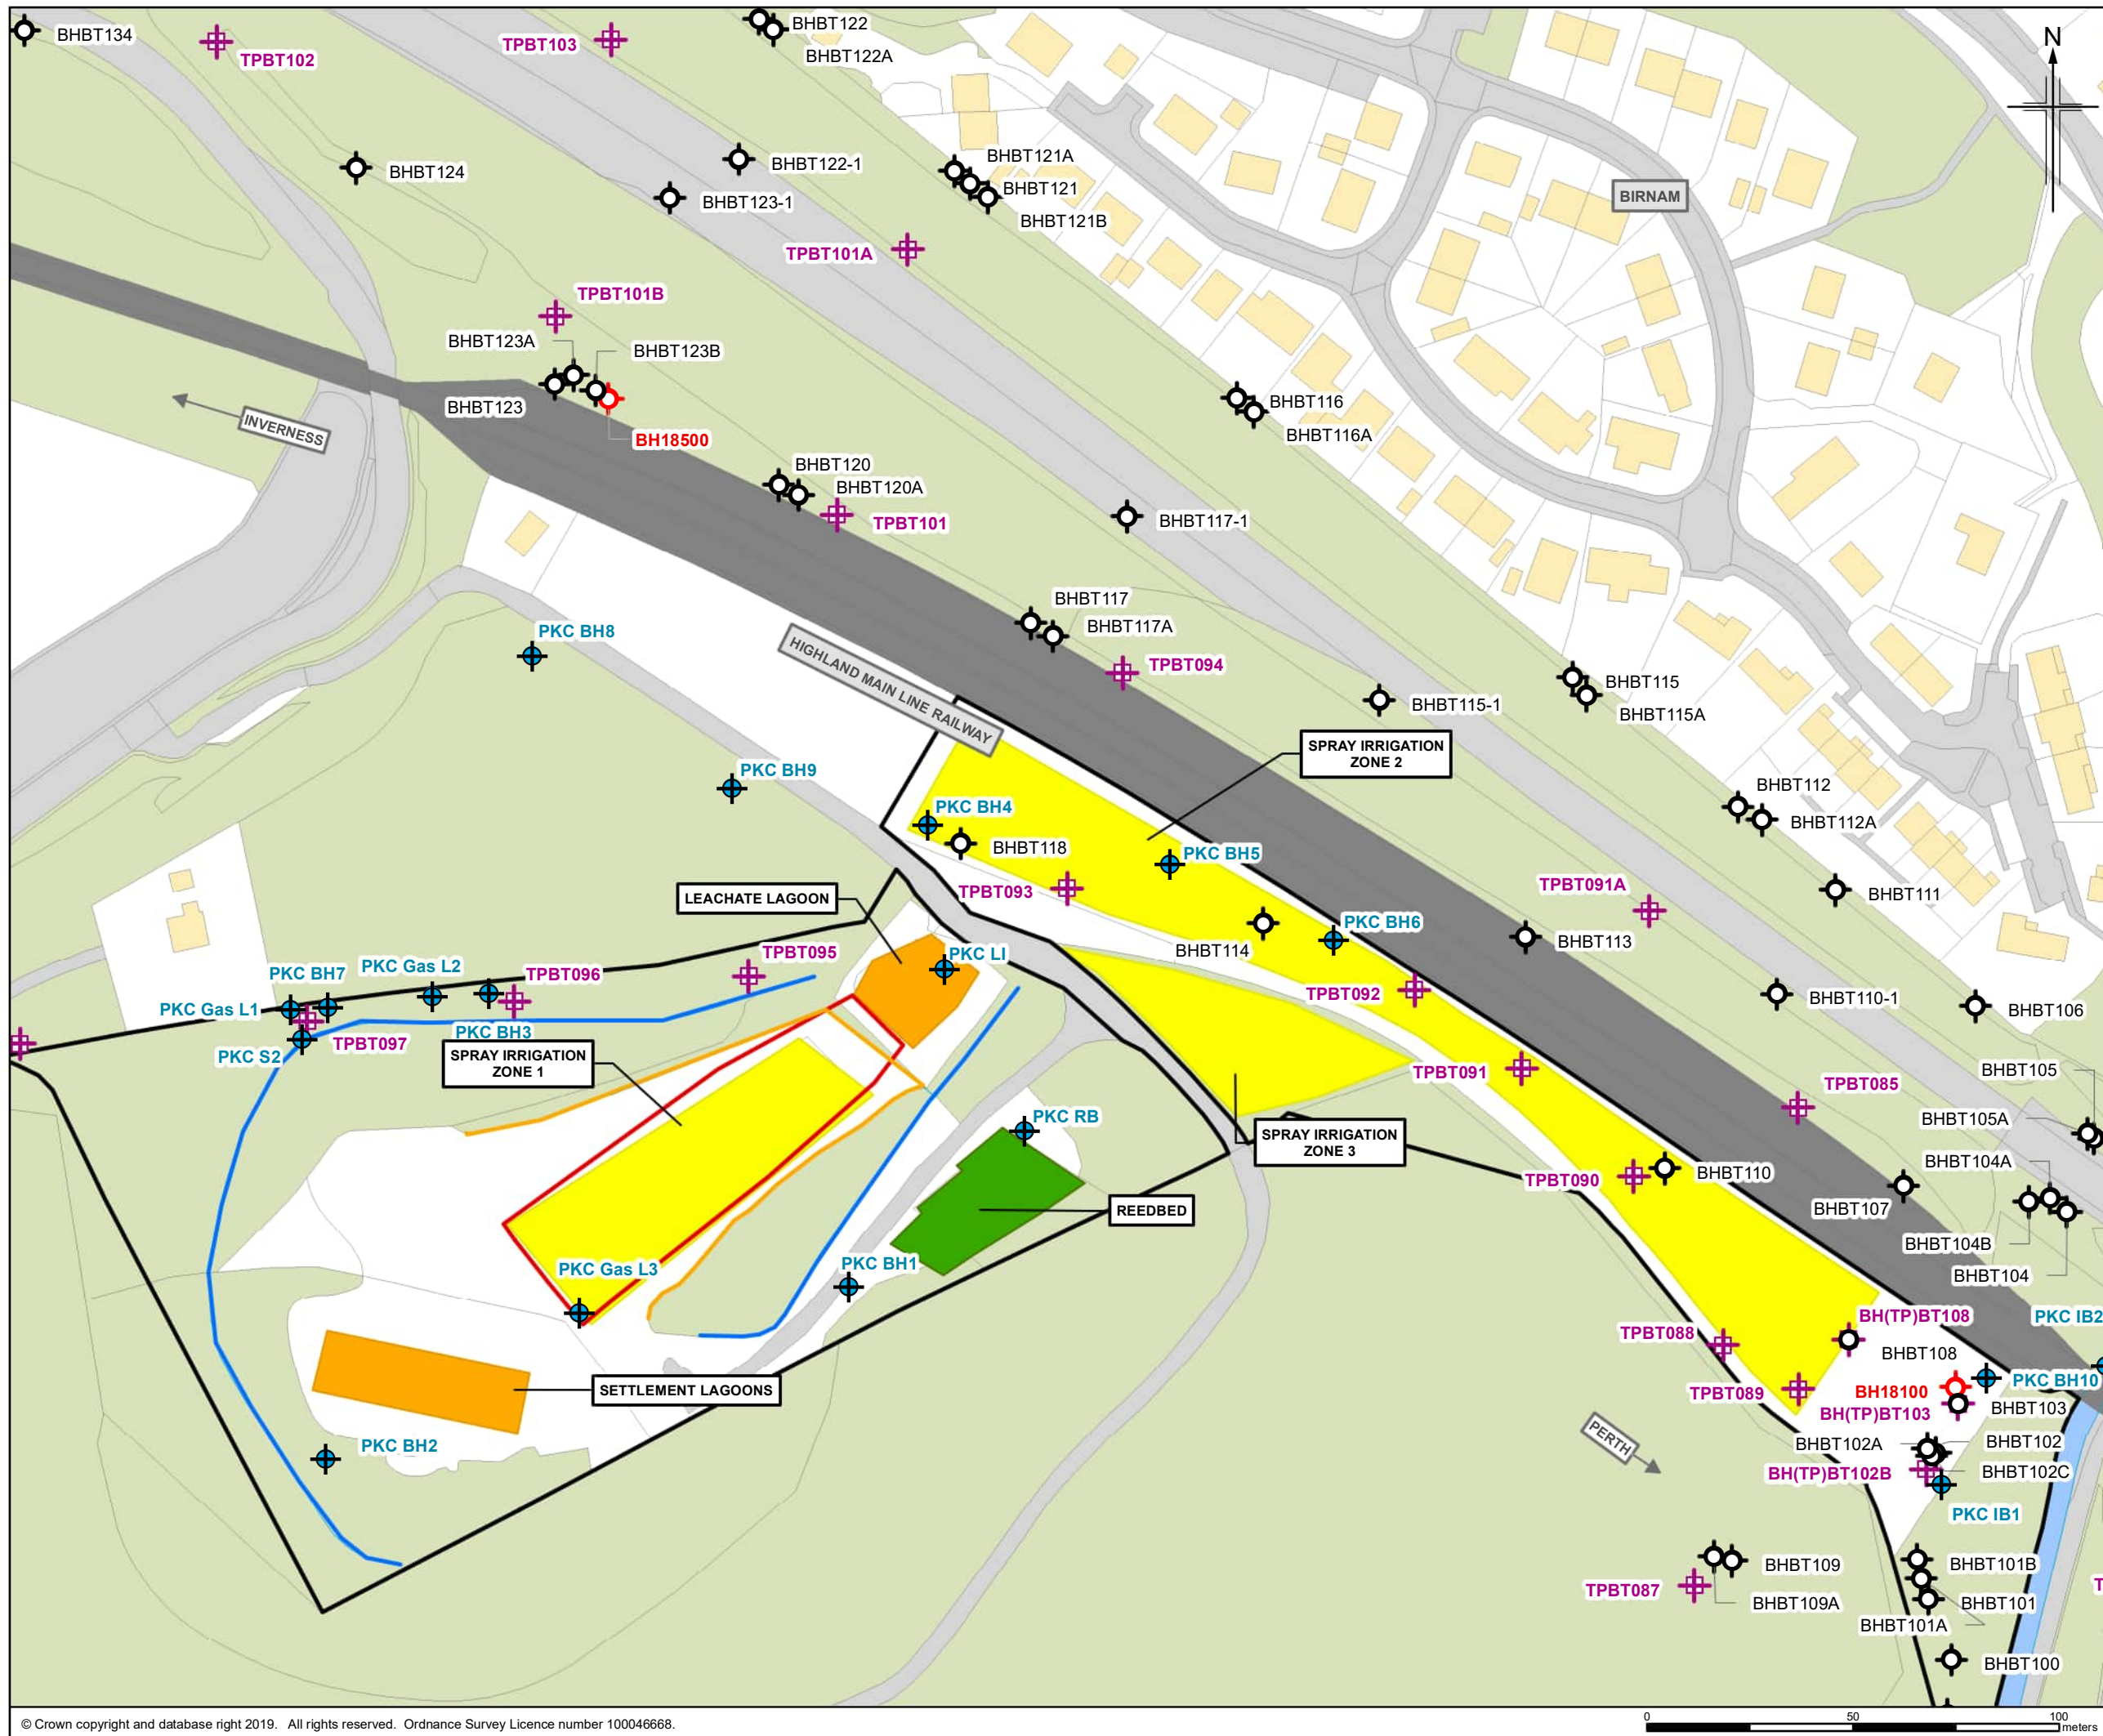 BHBT134
TPBT102
TPBT103
BHBT122
BHBT122A
N
BHBT124
BHBT122-1
BHBT123-1
BHBT121A
BHBT121
BHBT121B
BIRNAM
TPBT101A
TPBT101B
BHBT123A
BHBT123B
BHBT123
INVERNESS
BH18500
BHBT116
BHBT116A
BHBT120
BHBT120A
TPBT101
BHBT117-1
BHBT117
BHBT117A
PKC BH8
HIGHLAND MAIN LINE RAILWAY
TPBT094
BHBT115-1
BHBT115
BHBT115A
SPRAY IRRIGATION
ZONE 2
PKC BH9
BHBT112
BHBT112A
PKC BH4
BHBT118
PKC BH5
LEACHATE LAGOON
TPBT093
TPBT091A
BHBT111
PKC BH6
BHBT114
BHBT113
TPBT095
PKC LI
PKC BH7
PKC Gas L2
TPBT096
PKC Gas L1
TPBT092
BHBT110-1
BHBT106
PKC BH3
TPBT097
PKC S2
SPRAY IRRIGATION
ZONE 1
TPBT091
BHBT105
TPBT085
BHBT105A
PKC RB
SPRAY IRRIGATION
ZONE 3
BHBT104A
TPBT090
BHBT110
BHBT107
REEDBED
BHBT104B
PKC Gas L3
PKC BH1
BHBT104
BH(TP)BT108
PKC IB2
TPBT088
BHBT108
SETTLEMENT LAGOONS
PKC BH10
TPBT089
BH18100
BH(TP)BT103
BHBT103
PERTH
PKC BH2
BHBT102A
BHBT102
BH(TP)BT102B
BHBT102C
PKC IB1
BHBT109
BHBT101B
TPBT087
BHBT109A
BHBT101
T
BHBT101A
BHBT100
© Crown copyright and database right 2019. All rights reserved. Ordnance Survey Licence number 100046668.
0 50 100
meters